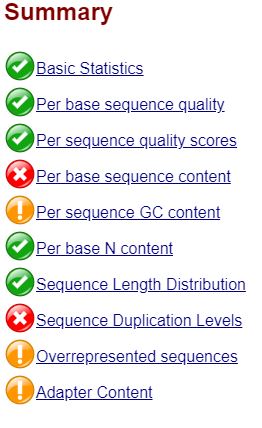 Summary
Basic Statistics
Per base sequence quality
Per sequence quality scores
Per base sequence content
Per sequence GC content
Per base N content
Sequence Length Distribution
Sequence Duplication Levels
Overrepresented sequences
Adapter Content